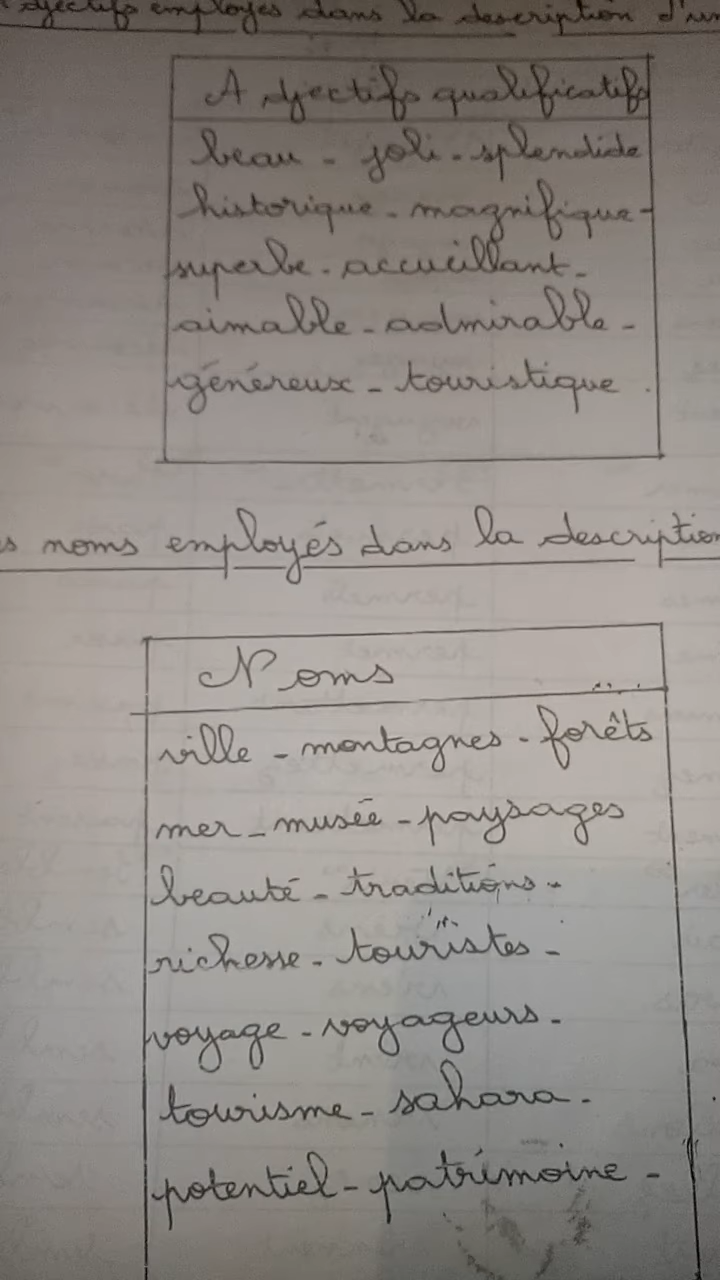 adjectifs employés dans la description d'un
Adjectifs qualificatifs
beau - joli - splendide
historique - magnifique -
superbe - accueillant -
aimable - admirable -
généreux - touristique .
s noms employés dans la description
Noms
ville - montagnes - forêts
mer - musée - paysages
beauté - traditions -
richesse - touristes -
voyage - voyageurs -
tourisme - sahara -
potentiel - patrimoine -